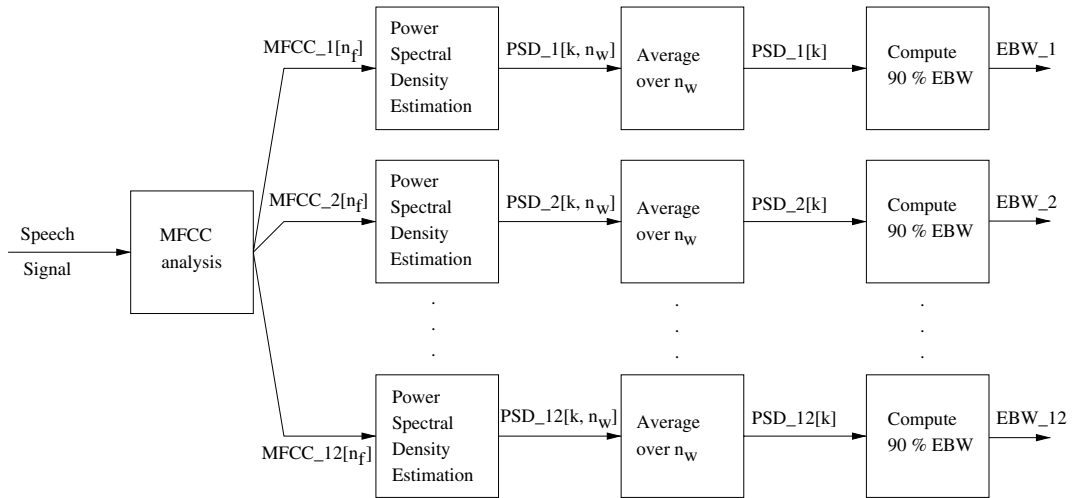 Speech
Signal
MFCC
analysis
MFCC_1[n_f]
Power
Spectral
Density
Estimation
PSD_1[k, n_w]
Average
over n_w
PSD_1[k]
Compute
90 % EBW
EBW_1
MFCC_2[n_f]
Power
Spectral
Density
Estimation
PSD_2[k, n_w]
Average
over n_w
PSD_2[k]
Compute
90 % EBW
EBW_2
MFCC_12[n_f]
Power
Spectral
Density
Estimation
PSD_12[k, n_w]
Average
over n_w
PSD_12[k]
Compute
90 % EBW
EBW_12